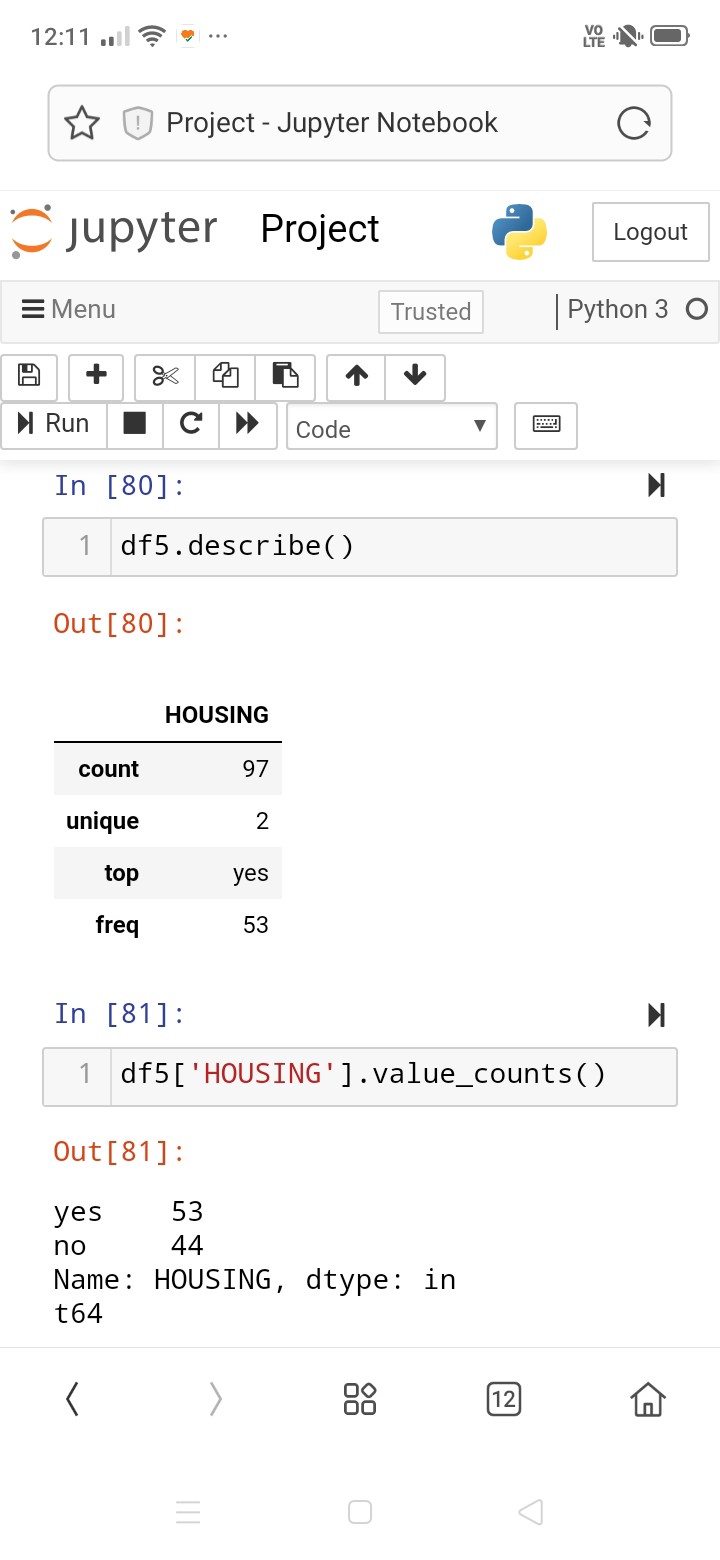 12:11 ... VO LTE
Project - Jupyter Notebook
jupyter Project Logout
Menu Trusted Python 3
Run Code
In [80]:
1 df5.describe()
Out[80]:
HOUSING
count 97
unique 2
top yes
freq 53
In [81]:
1 df5['HOUSING'].value_counts()
Out[81]:
yes 53
no 44
Name: HOUSING, dtype: in
t64
12